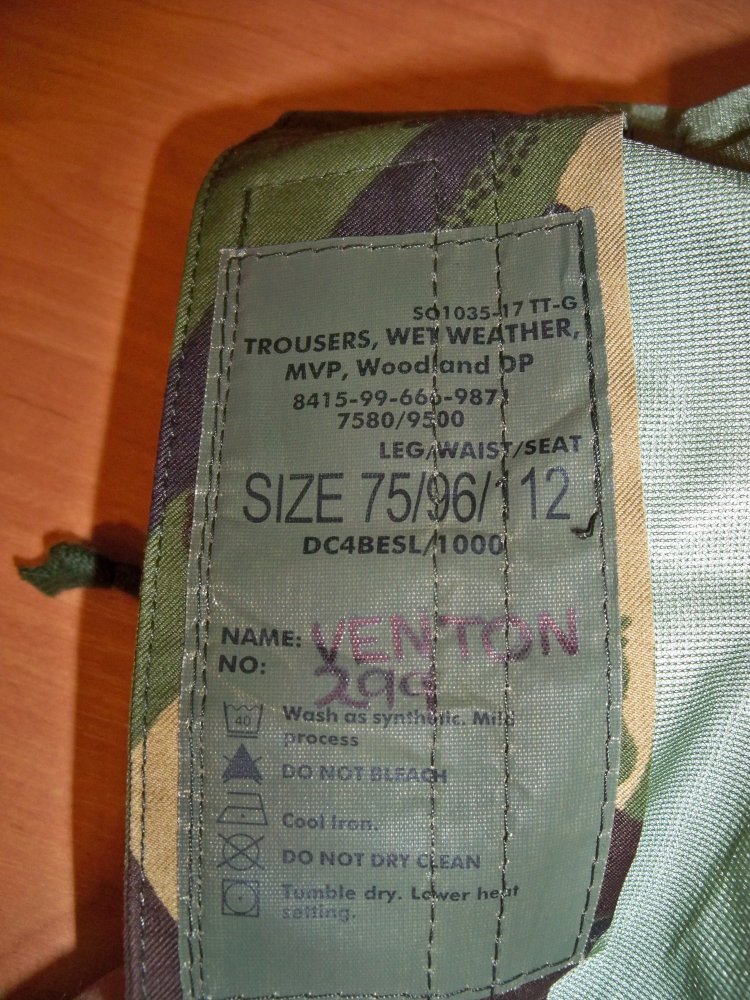 SO1035-17 TT-G
TROUSERS, WET WEATHER,
MVP, Woodland DP
8415-99-666-9871
7580/9500
LEG/WAIST/SEAT
SIZE 75/96/112
DC4BESL/1000
NAME: VENTON
NO: 299
40
Wash as synthetic. Mild
process
DO NOT BLEACH
Cool Iron.
DO NOT DRY CLEAN
Tumble dry. Lower heat
setting.